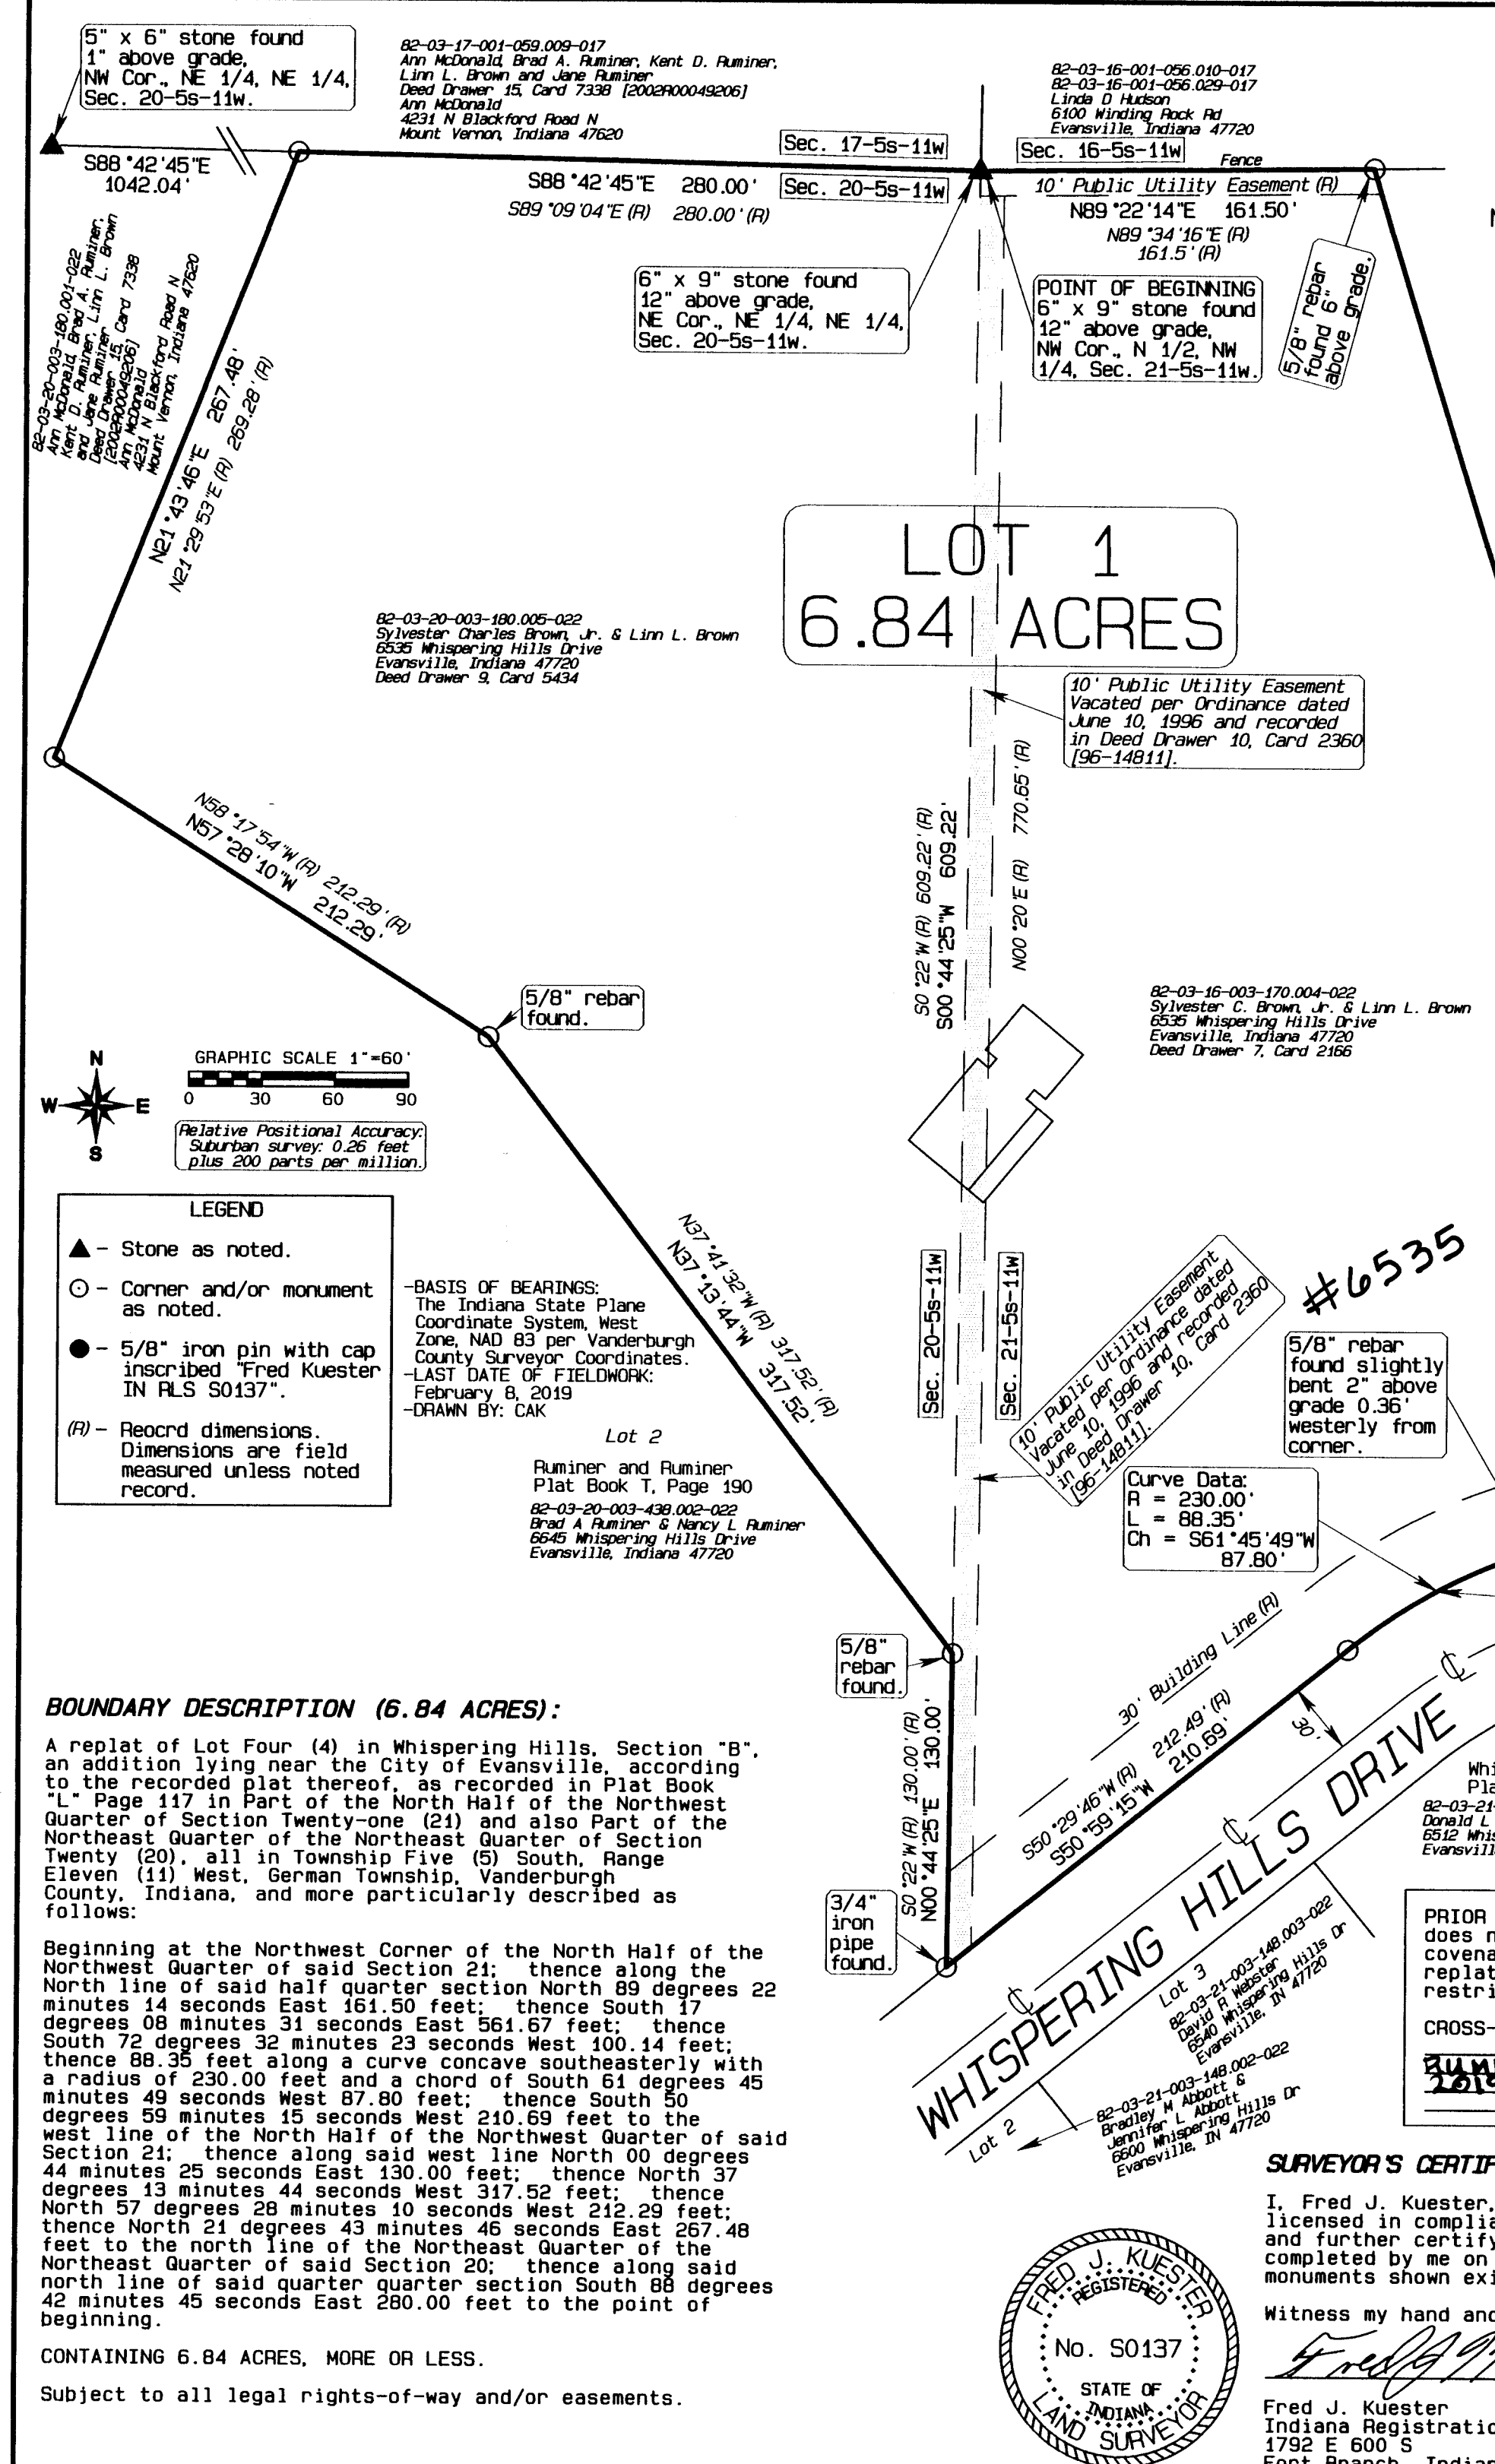 5" x 6" stone found
1" above grade,
NW Cor., NE 1/4, NE 1/4,
Sec. 20-5s-11w.
82-03-17-001-059.009-017
Ann McDonald, Brad A. Ruminer, Kent D. Ruminer,
Linn L. Brown and Jane Ruminer
Deed Drawer 15, Card 7338 [2002R00049206]
Ann McDonald
4231 N Blackford Road N
Mount Vernon, Indiana 47620
82-03-16-001-056.010-017
82-03-16-001-056.029-017
Linda D Hudson
6100 Winding Rock Rd
Evansville, Indiana 47720
Sec. 17-5s-11w
Sec. 16-5s-11w
Fence
S88°42'45"E
1042.04'
S88°42'45"E 280.00'
S89°09'04"E (R) 280.00' (R)
Sec. 20-5s-11w
10' Public Utility Easement (R)
N89°22'14"E 161.50'
N89°34'16"E (R)
161.5' (R)
82-03-20-003-180.001-022
Ann McDonald, Brad A. Ruminer,
Kent D. Ruminer, Linn L. Brown
and Jane Ruminer
Deed Drawer 15, Card 7338
[2002R00049206]
Ann McDonald
4231 N Blackford Road N
Mount Vernon, Indiana 47620
N21°43'46"E 267.48'
N21°29'53"E (R) 269.28' (R)
6" x 9" stone found
12" above grade,
NE Cor., NE 1/4, NE 1/4,
Sec. 20-5s-11w.
POINT OF BEGINNING
6" x 9" stone found
12" above grade,
NW Cor., N 1/2, NW
1/4, Sec. 21-5s-11w.
5/8" rebar
found 6"
above grade.
LOT 1
6.84 ACRES
82-03-20-003-180.005-022
Sylvester Charles Brown, Jr. & Linn L. Brown
6535 Whispering Hills Drive
Evansville, Indiana 47720
Deed Drawer 9, Card 5434
10' Public Utility Easement
Vacated per Ordinance dated
June 10, 1996 and recorded
in Deed Drawer 10, Card 2360
[96-14811].
N58°17'54"W (R) 212.29' (R)
N57°28'10"W 212.29'
S0°22'W (R) 609.22' (R)
S00°44'25"W 609.22'
N00°20'E (R) 770.65' (R)
5/8" rebar
found.
82-03-16-003-170.004-022
Sylvester C. Brown, Jr. & Linn L. Brown
6535 Whispering Hills Drive
Evansville, Indiana 47720
Deed Drawer 7, Card 2166
N
W E
S
GRAPHIC SCALE 1"=60'
0 30 60 90
Relative Positional Accuracy:
Suburban survey: 0.26 feet
plus 200 parts per million.
LEGEND
- Stone as noted.
- Corner and/or monument
as noted.
- 5/8" iron pin with cap
inscribed "Fred Kuester
IN RLS S0137".
(R) - Reocrd dimensions.
Dimensions are field
measured unless noted
record.
-BASIS OF BEARINGS:
The Indiana State Plane
Coordinate System, West
Zone, NAD 83 per Vanderburgh
County Surveyor Coordinates.
-LAST DATE OF FIELDWORK:
February 8, 2019
-DRAWN BY: CAK
N37°41'32"W (R) 317.52' (R)
N37°13'44"W 317.52'
Lot 2
Ruminer and Ruminer
Plat Book T, Page 190
82-03-20-003-438.002-022
Brad A Ruminer & Nancy L Ruminer
6645 Whispering Hills Drive
Evansville, Indiana 47720
Sec. 20-5s-11w
Sec. 21-5s-11w
10' Public Utility Easement
Vacated per Ordinance dated
June 10, 1996 and recorded
in Deed Drawer 10, Card 2360
[96-14811].
#6535
5/8" rebar
found slightly
bent 2" above
grade 0.36'
westerly from
corner.
Curve Data:
R = 230.00'
L = 88.35'
Ch = S61°45'49"W
87.80'
5/8"
rebar
found.
30' Building Line (R)
S0°22'W (R) 130.00' (R)
N00°44'25"E 130.00'
S50°29'46"W (R) 212.49' (R)
S50°59'15"W 210.69'
30'
3/4"
iron
pipe
found.
WHISPERING HILLS DRIVE
Lot 3
82-03-21-003-148.003-022
David R Webster
6540 Whispering Hills Dr
Evansville, IN 47720
Lot 2
82-03-21-003-148.002-022
Bradley M Abbott &
Jennifer L Abbott
6600 Whispering Hills Dr
Evansville, IN 47720
82-03-21-
Donald L
BOUNDARY DESCRIPTION (6.84 ACRES):
A replat of Lot Four (4) in Whispering Hills, Section "B",
an addition lying near the City of Evansville, according
to the recorded plat thereof, as recorded in Plat Book
"L" Page 117 in Part of the North Half of the Northwest
Quarter of Section Twenty-one (21) and also Part of the
Northeast Quarter of the Northeast Quarter of Section
Twenty (20), all in Township Five (5) South, Range
Eleven (11) West, German Township, Vanderburgh
County, Indiana, and more particularly described as
follows:
Beginning at the Northwest Corner of the North Half of the
Northwest Quarter of said Section 21; thence along the
North line of said half quarter section North 89 degrees 22
minutes 14 seconds East 161.50 feet; thence South 17
degrees 08 minutes 31 seconds East 561.67 feet; thence
South 72 degrees 32 minutes 23 seconds West 100.14 feet;
thence 88.35 feet along a curve concave southeasterly with
a radius of 230.00 feet and a chord of South 61 degrees 45
minutes 49 seconds West 87.80 feet; thence South 50
degrees 59 minutes 15 seconds West 210.69 feet to the
west line of the North Half of the Northwest Quarter of said
Section 21; thence along said west line North 00 degrees
44 minutes 25 seconds East 130.00 feet; thence North 37
degrees 13 minutes 44 seconds West 317.52 feet; thence
North 57 degrees 28 minutes 10 seconds West 212.29 feet;
thence North 21 degrees 43 minutes 46 seconds East 267.48
feet to the north line of the Northeast Quarter of the
Northeast Quarter of said Section 20; thence along said
north line of said quarter quarter section South 88 degrees
42 minutes 45 seconds East 280.00 feet to the point of
beginning.
CONTAINING 6.84 ACRES, MORE OR LESS.
Subject to all legal rights-of-way and/or easements.
PRIOR
CROSS-
SURVEYOR'S
I, Fred J. Kuester,
licensed in
and further certify
completed by me on
monuments shown
Witness my hand and
FRED J. KUESTER
REGISTERED
No. S0137
STATE OF
INDIANA
LAND SURVEYOR
Fred J. Kuester
Indiana
1792 E 600 S